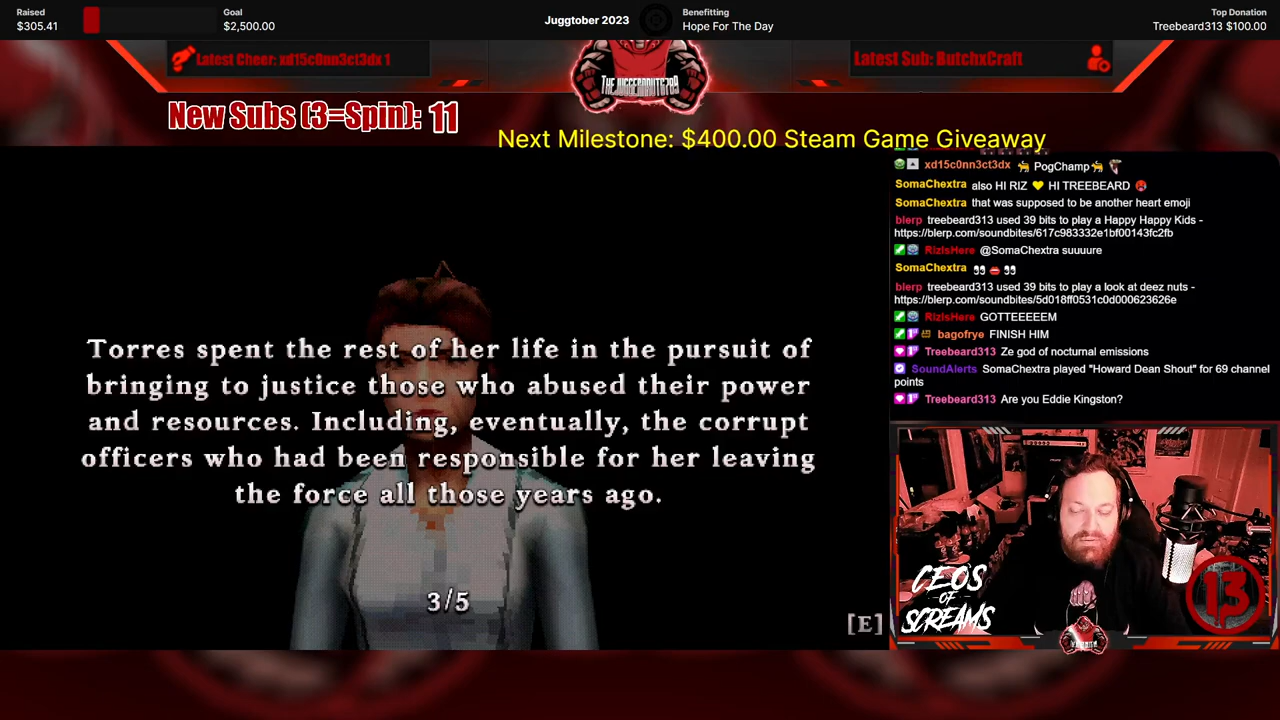 Raised
$305.41
Goal
$2,500.00
Juggtober 2023
Benefitting
Hope For The Day
Top Donation
Treebeard313 $100.00
Latest Cheer: xd15c0nn3ct3dx 1
THEJUGGERNAUT6789
Latest Sub: ButchxCraft
New Subs (3=Spin): 11
Next Milestone: $400.00 Steam Game Giveaway
xd15c0nn3ct3dx PogChamp
SomaChextra also HI RIZ HI TREEBEARD
SomaChextra that was supposed to be another heart emoji
blerp treebeard313 used 39 bits to play a Happy Happy Kids -
https://blerp.com/soundbites/617c983332e1bf00143fc2fb
RizIsHere @SomaChextra suuuure
SomaChextra
blerp treebeard313 used 39 bits to play a look at deez nuts -
https://blerp.com/soundbites/5d018ff0531c0d000623626e
RizIsHere GOTTEEEEEM
bagofrye FINISH HIM
Treebeard313 Ze god of nocturnal emissions
SoundAlerts SomaChextra played "Howard Dean Shout" for 69 channel
points
Treebeard313 Are you Eddie Kingston?
Torres spent the rest of her life in the pursuit of
bringing to justice those who abused their power
and resources. Including, eventually, the corrupt
officers who had been responsible for her leaving
the force all those years ago.
3/5
[E]
CEOS
OF
SCREAMS
13